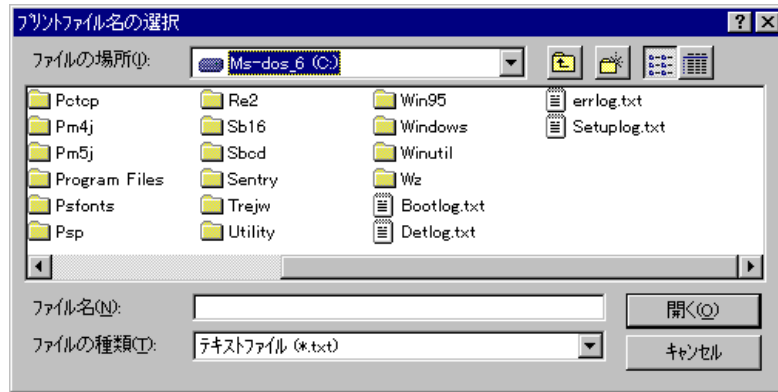 プリントファイル名の選択
ファイルの場所(I):
Ms-dos_6 (C:)
Pctcp
Pm4j
Pm5j
Program Files
Psfonts
Psp
Re2
Sb16
Sbcd
Sentry
Trejw
Utility
Win95
Windows
Winutil
Wz
Bootlog.txt
Detlog.txt
errlog.txt
Setuplog.txt
ファイル名(N):
開く(O)
ファイルの種類(T):
テキストファイル (*.txt)
キャンセル